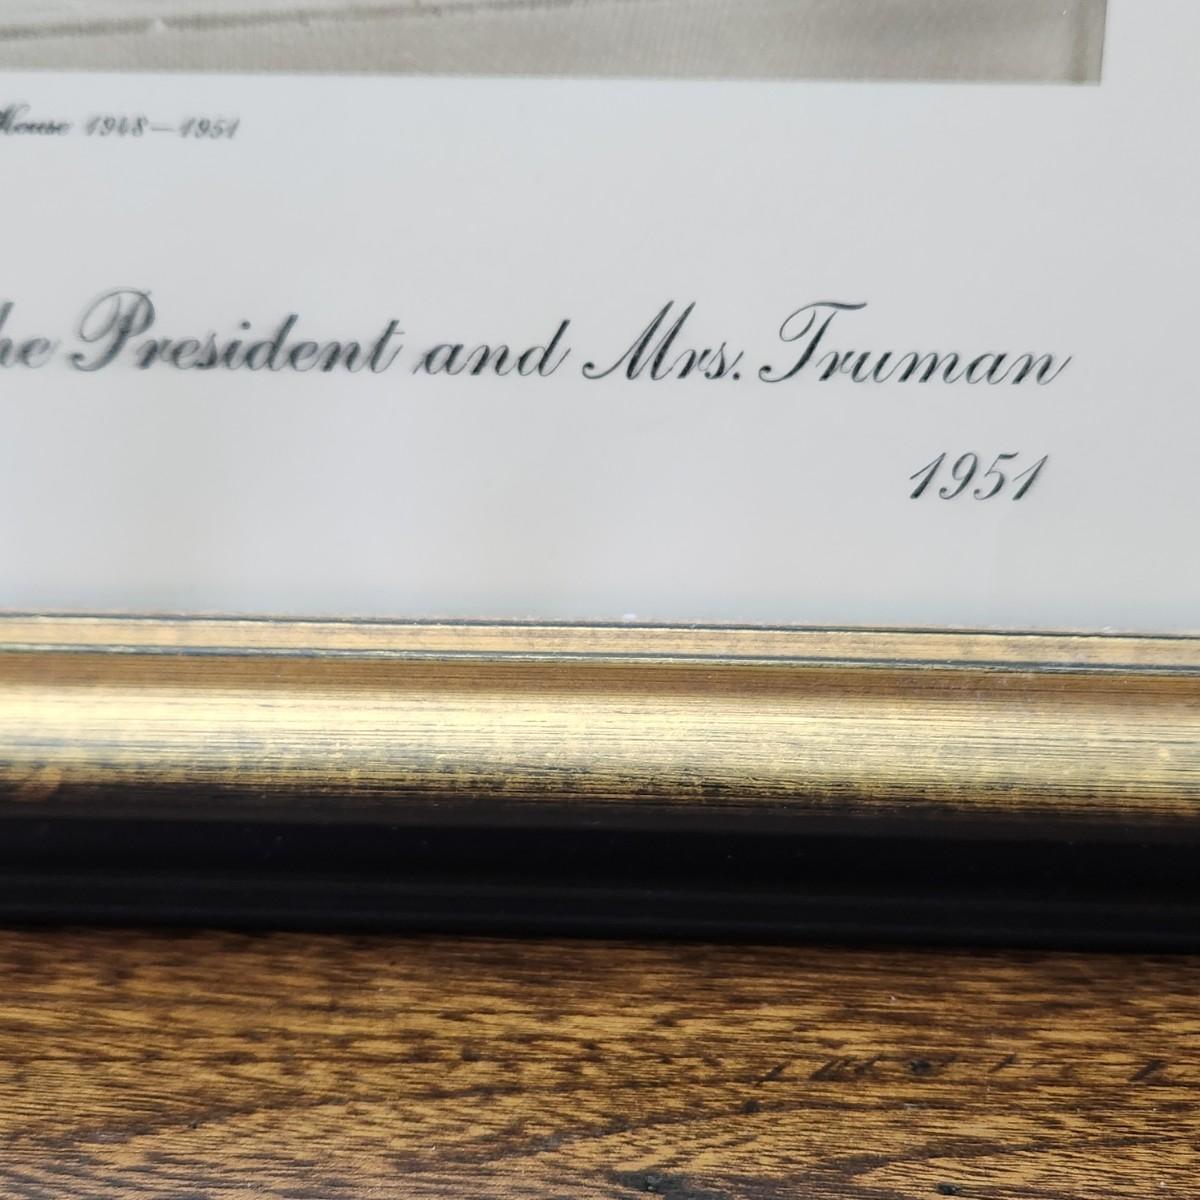 House 1948—1951
he President and Mrs. Truman
1951